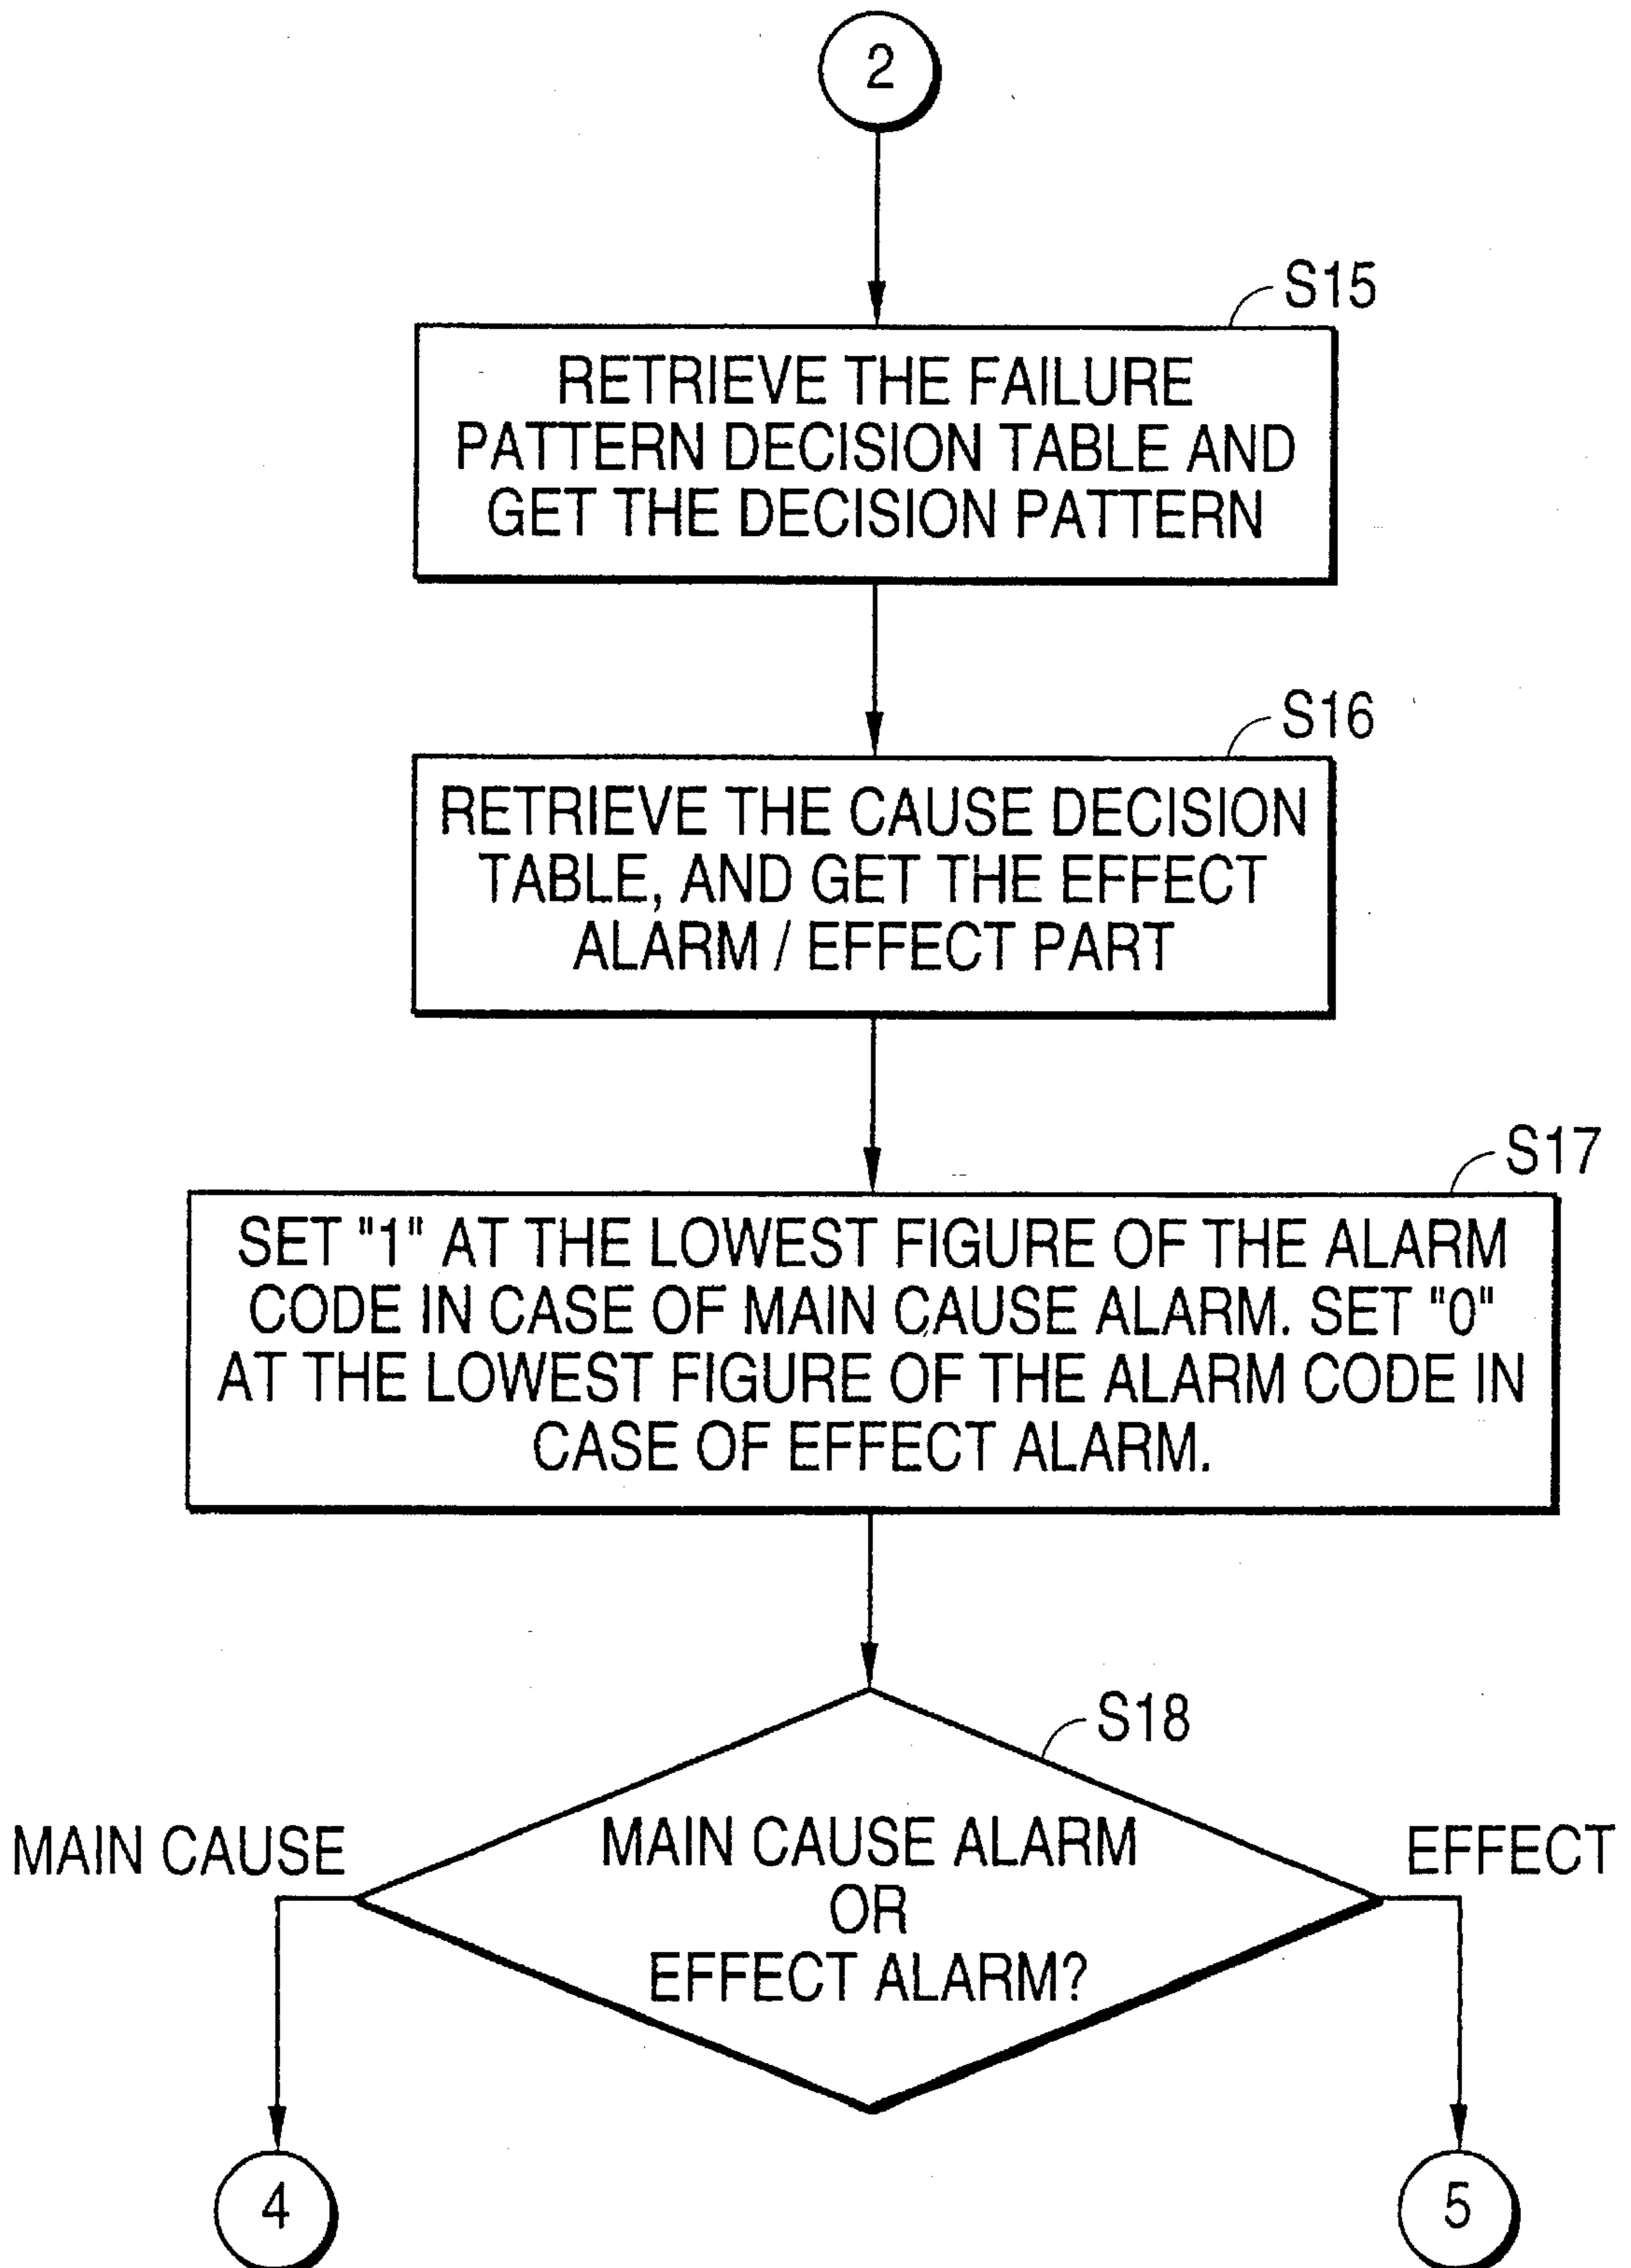 2
S15
RETRIEVE THE FAILURE
PATTERN DECISION TABLE AND
GET THE DECISION PATTERN
S16
RETRIEVE THE CAUSE DECISION
TABLE, AND GET THE EFFECT
ALARM / EFFECT PART
S17
SET "1" AT THE LOWEST FIGURE OF THE ALARM
CODE IN CASE OF MAIN CAUSE ALARM. SET "0"
AT THE LOWEST FIGURE OF THE ALARM CODE IN
CASE OF EFFECT ALARM.
S18
MAIN CAUSE
MAIN CAUSE ALARM
OR
EFFECT ALARM?
EFFECT
4
5